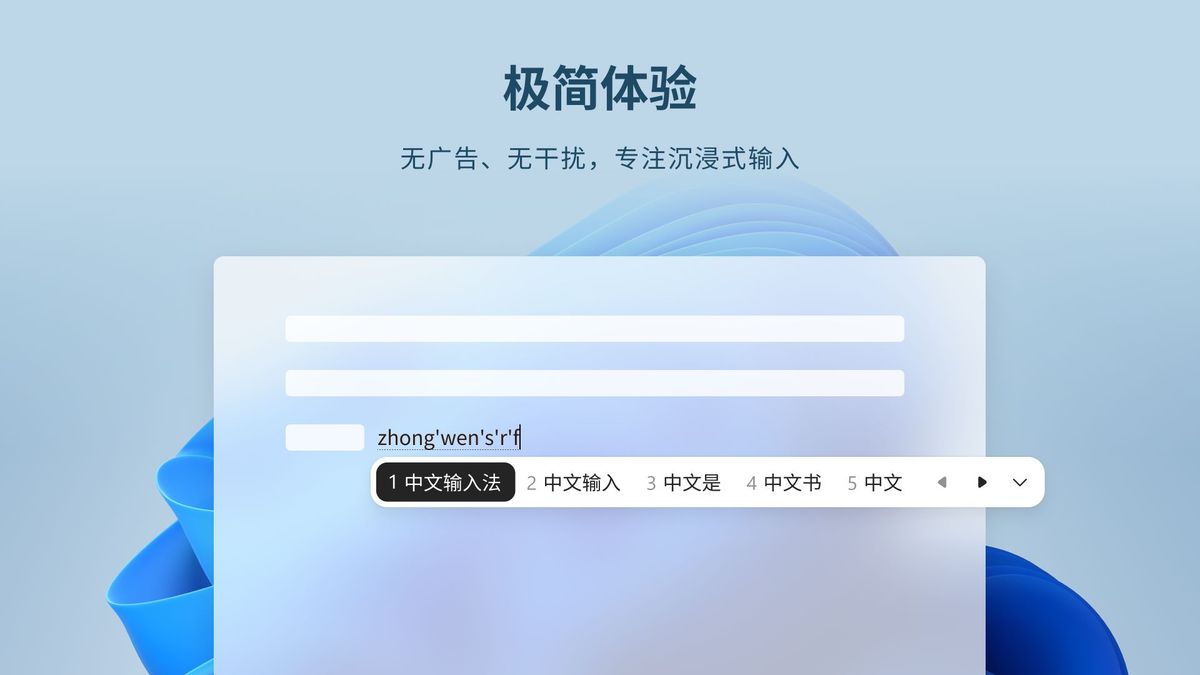 极简体验
无广告、无干扰，专注沉浸式输入
zhong'wen's'r'f
1 中文输入法 2 中文输入 3 中文是 4 中文书 5 中文